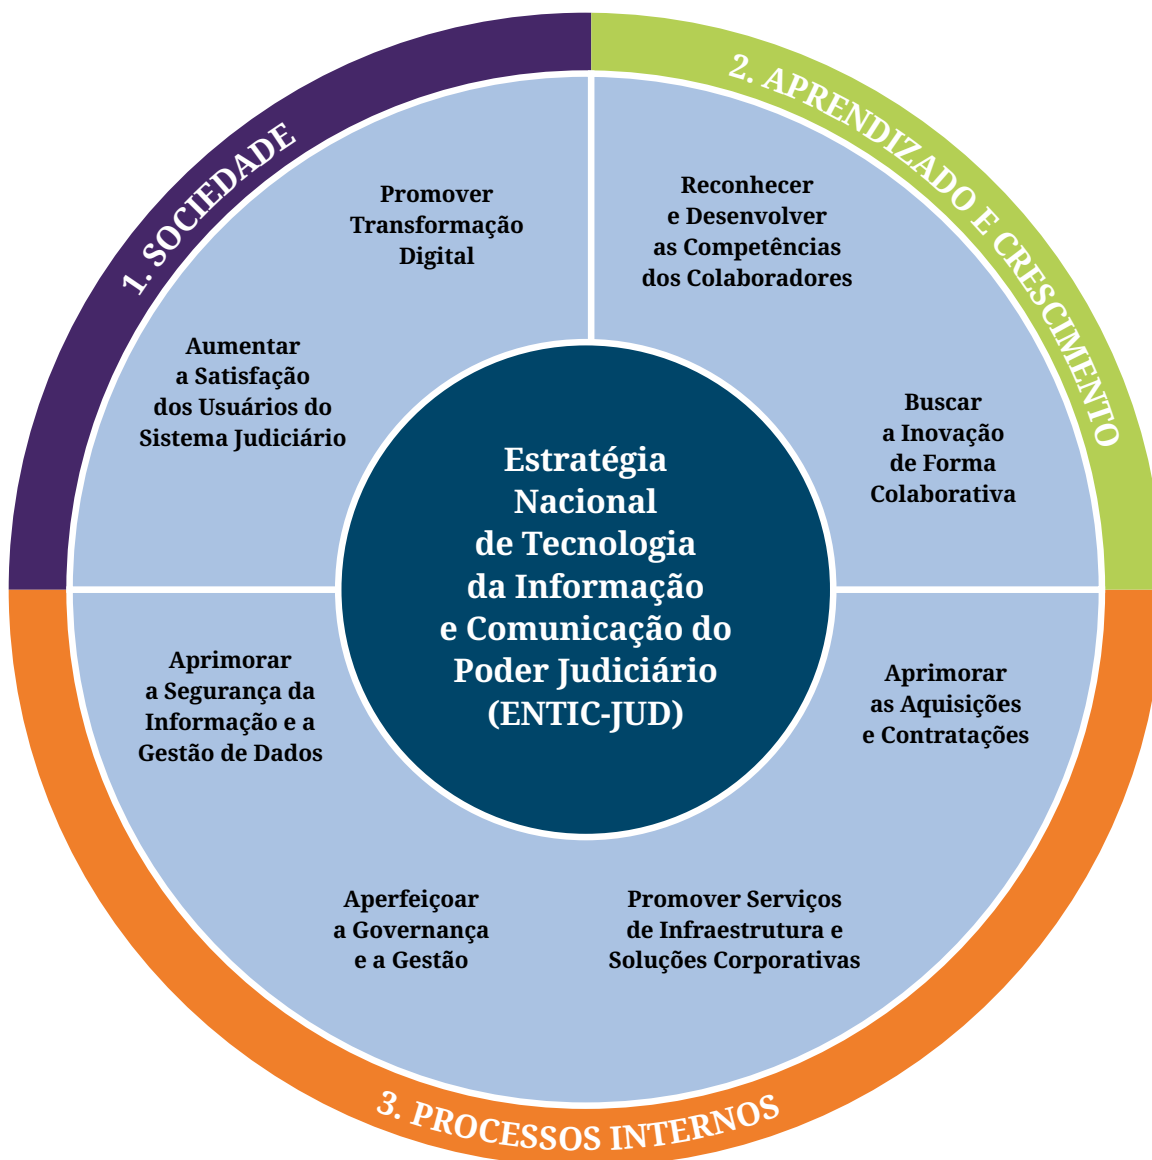 1. SOCIEDADE
Promover
Transformação
Digital
Aumentar
a Satisfação
dos Usuários do
Sistema Judiciário
2. APRENDIZADO E CRESCIMENTO
Reconhecer
e Desenvolver
as Competências
dos Colaboradores
Buscar
a Inovação
de Forma
Colaborativa
Estratégia
Nacional
de Tecnologia
da Informação
e Comunicação do
Poder Judiciário
(ENTIC-JUD)
Aprimorar
a Segurança da
Informação e a
Gestão de Dados
Aprimorar
as Aquisições
e Contratações
Aperfeiçoar
a Governança
e a Gestão
Promover Serviços
de Infraestrutura e
Soluções Corporativas
3. PROCESSOS INTERNOS